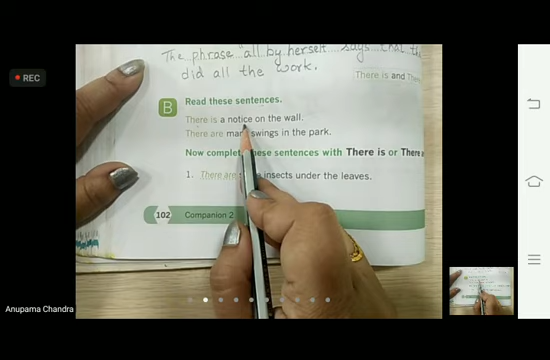 REC
The phrase "all by herself" says that
did all the work.
There is and
B Read these sentences.
There is a notice on the wall.
There are many swings in the park.
Now complete these sentences with There is or There
1. There are insects under the leaves.
102 Companion 2
Anupama Chandra